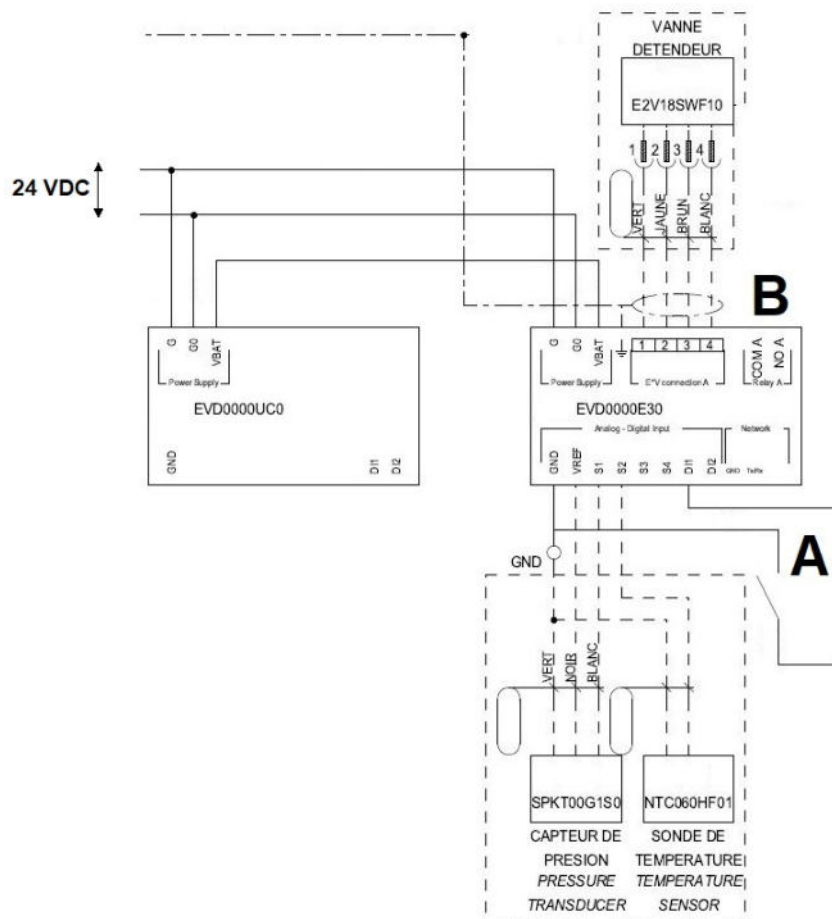 VANNE
DETENDEUR
E2V18SWF10
1 2 3 4
VERT
JAUNE
BRUN
BLANC
24 VDC
B
G
G0
VBAT
Power Supply
EVD0000UC0
GND
DI1
DI2
G
G0
VBAT
Power Supply
1 2 3 4
E*V connection A
COM A
NO A
Relay A
EVD0000E30
Analog - Digital Input
Network
GND
VREF
S1
S2
S3
S4
DI1
DI2
GND
Tx/Rx
GND
A
VERT
NOIR
BLANC
SPKT00G1S0
NTC060HF01
CAPTEUR DE
PRESION
PRESSURE
TRANSDUCER
SONDE DE
TEMPERATURE
TEMPERATURE
SENSOR